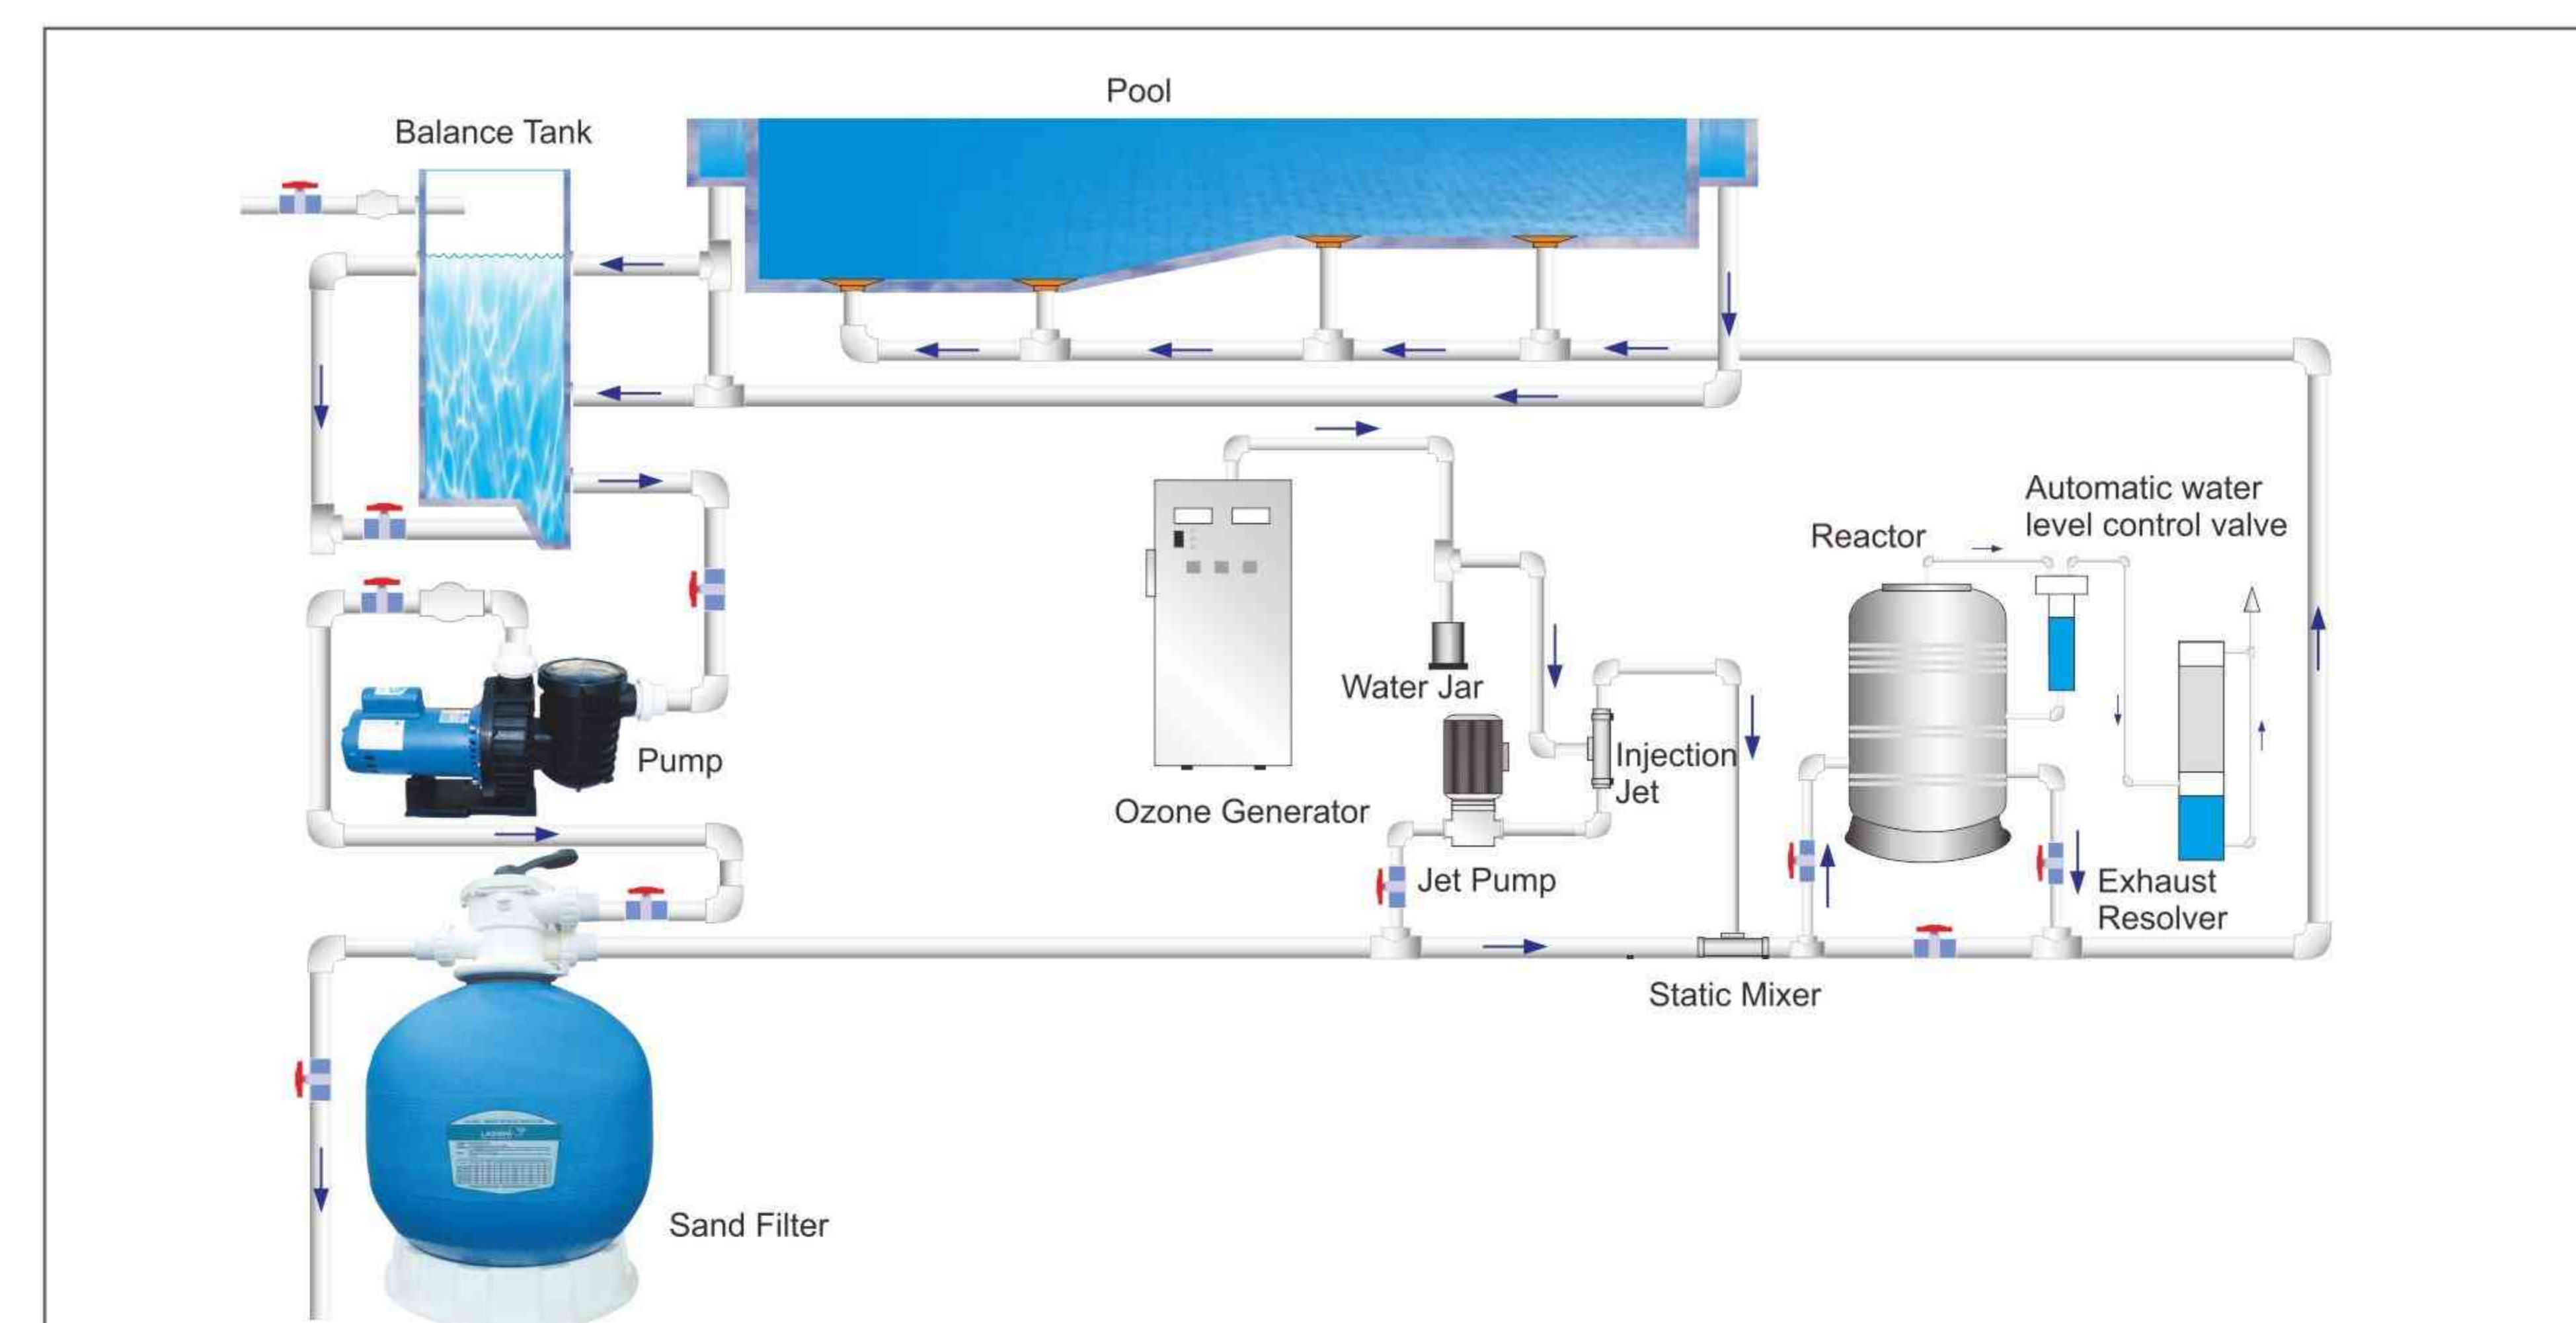 Pool
Balance Tank
Automatic water
level control valve
Reactor
Water Jar
Injection
Jet
Pump
Ozone Generator
Jet Pump
Exhaust
Resolver
Static Mixer
Sand Filter